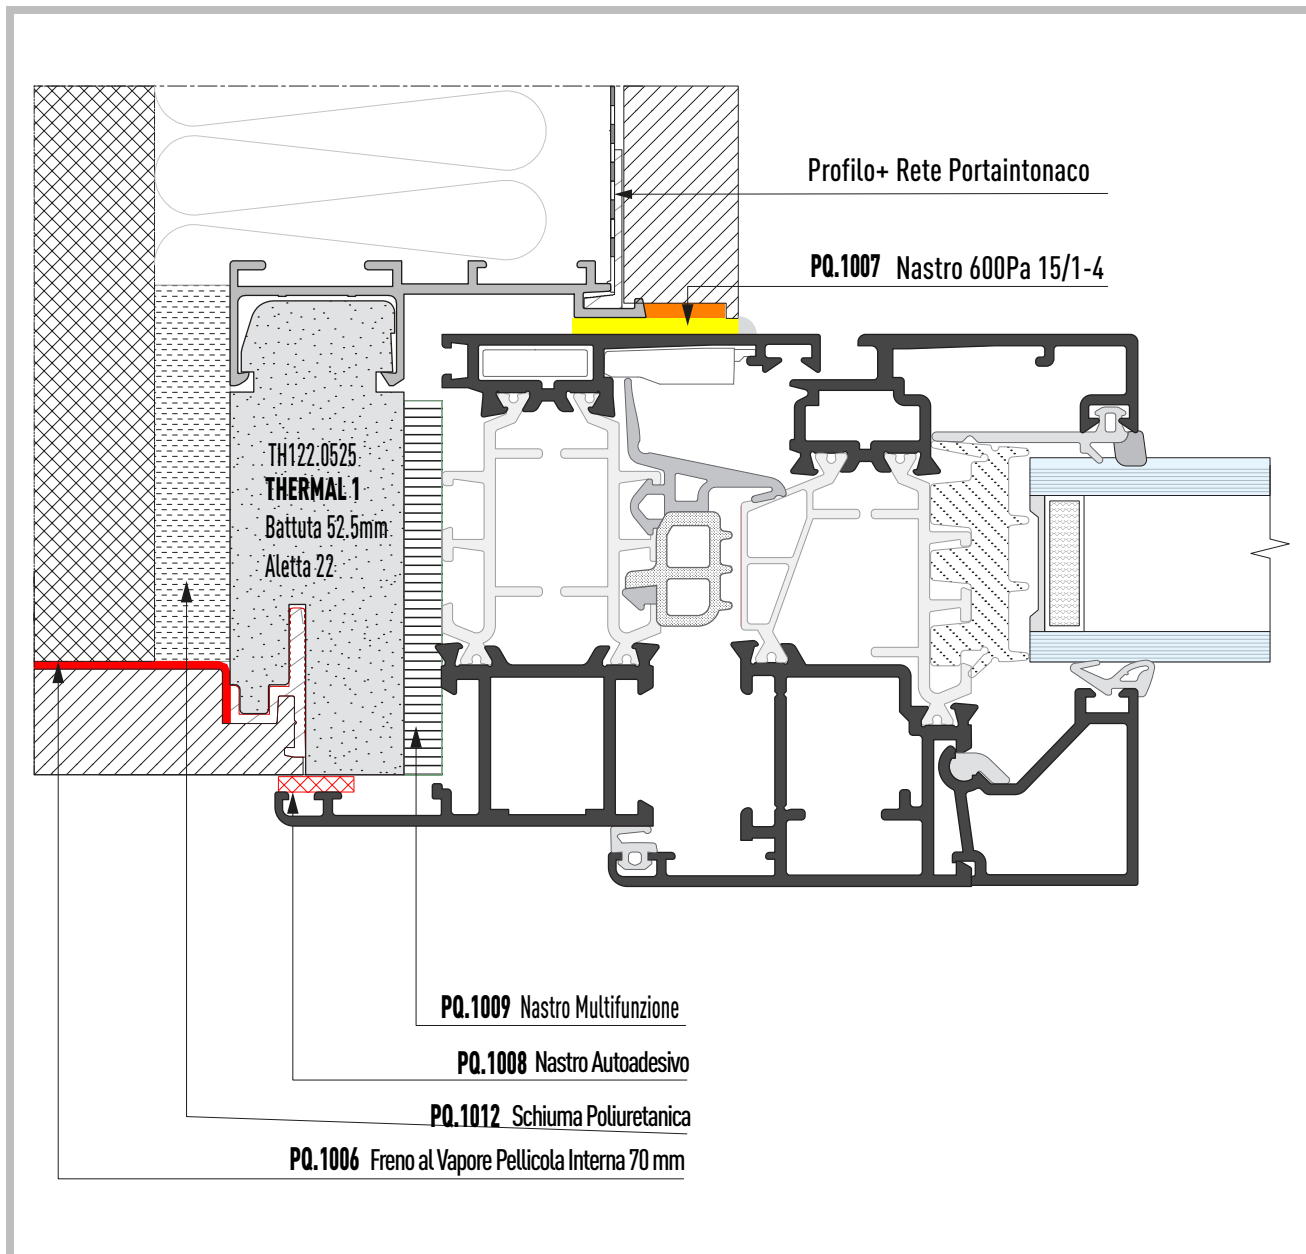 Profilo+ Rete Portaintonaco
PQ.1007 Nastro 600Pa 15/1-4
TH122.0525
THERMAL 1
Battuta 52.5mm
Aletta 22
PQ.1009 Nastro Multifunzione
PQ.1008 Nastro Autoadesivo
PQ.1012 Schiuma Poliuretanica
PQ.1006 Freno al Vapore Pellicola Interna 70 mm